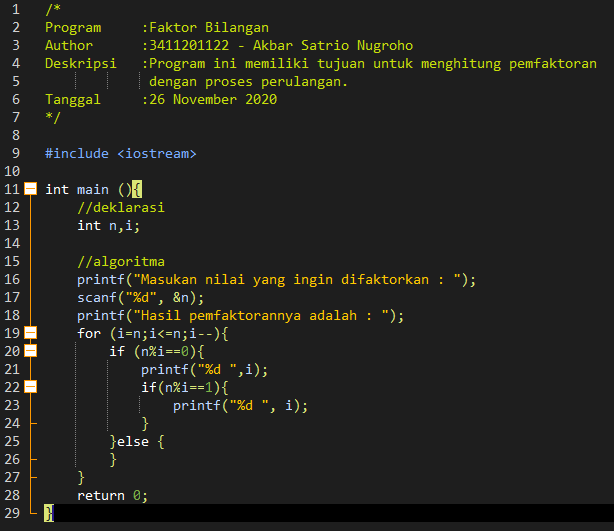 1 /*
2 Program     :Faktor Bilangan
3 Author      :3411201122 - Akbar Satrio Nugroho
4 Deskripsi   :Program ini memiliki tujuan untuk menghitung pemfaktoran
5              dengan proses perulangan.
6 Tanggal     :26 November 2020
7 */
8
9 #include <iostream>
10
11 int main (){
12     //deklarasi
13     int n,i;
14
15     //algoritma
16     printf("Masukan nilai yang ingin difaktorkan : ");
17     scanf("%d", &n);
18     printf("Hasil pemfaktorannya adalah : ");
19     for (i=n;i<=n;i--){
20         if (n%i==0){
21             printf("%d ",i);
22             if(n%i==1){
23                 printf("%d ", i);
24             }
25         }else {
26         }
27     }
28     return 0;
29 }